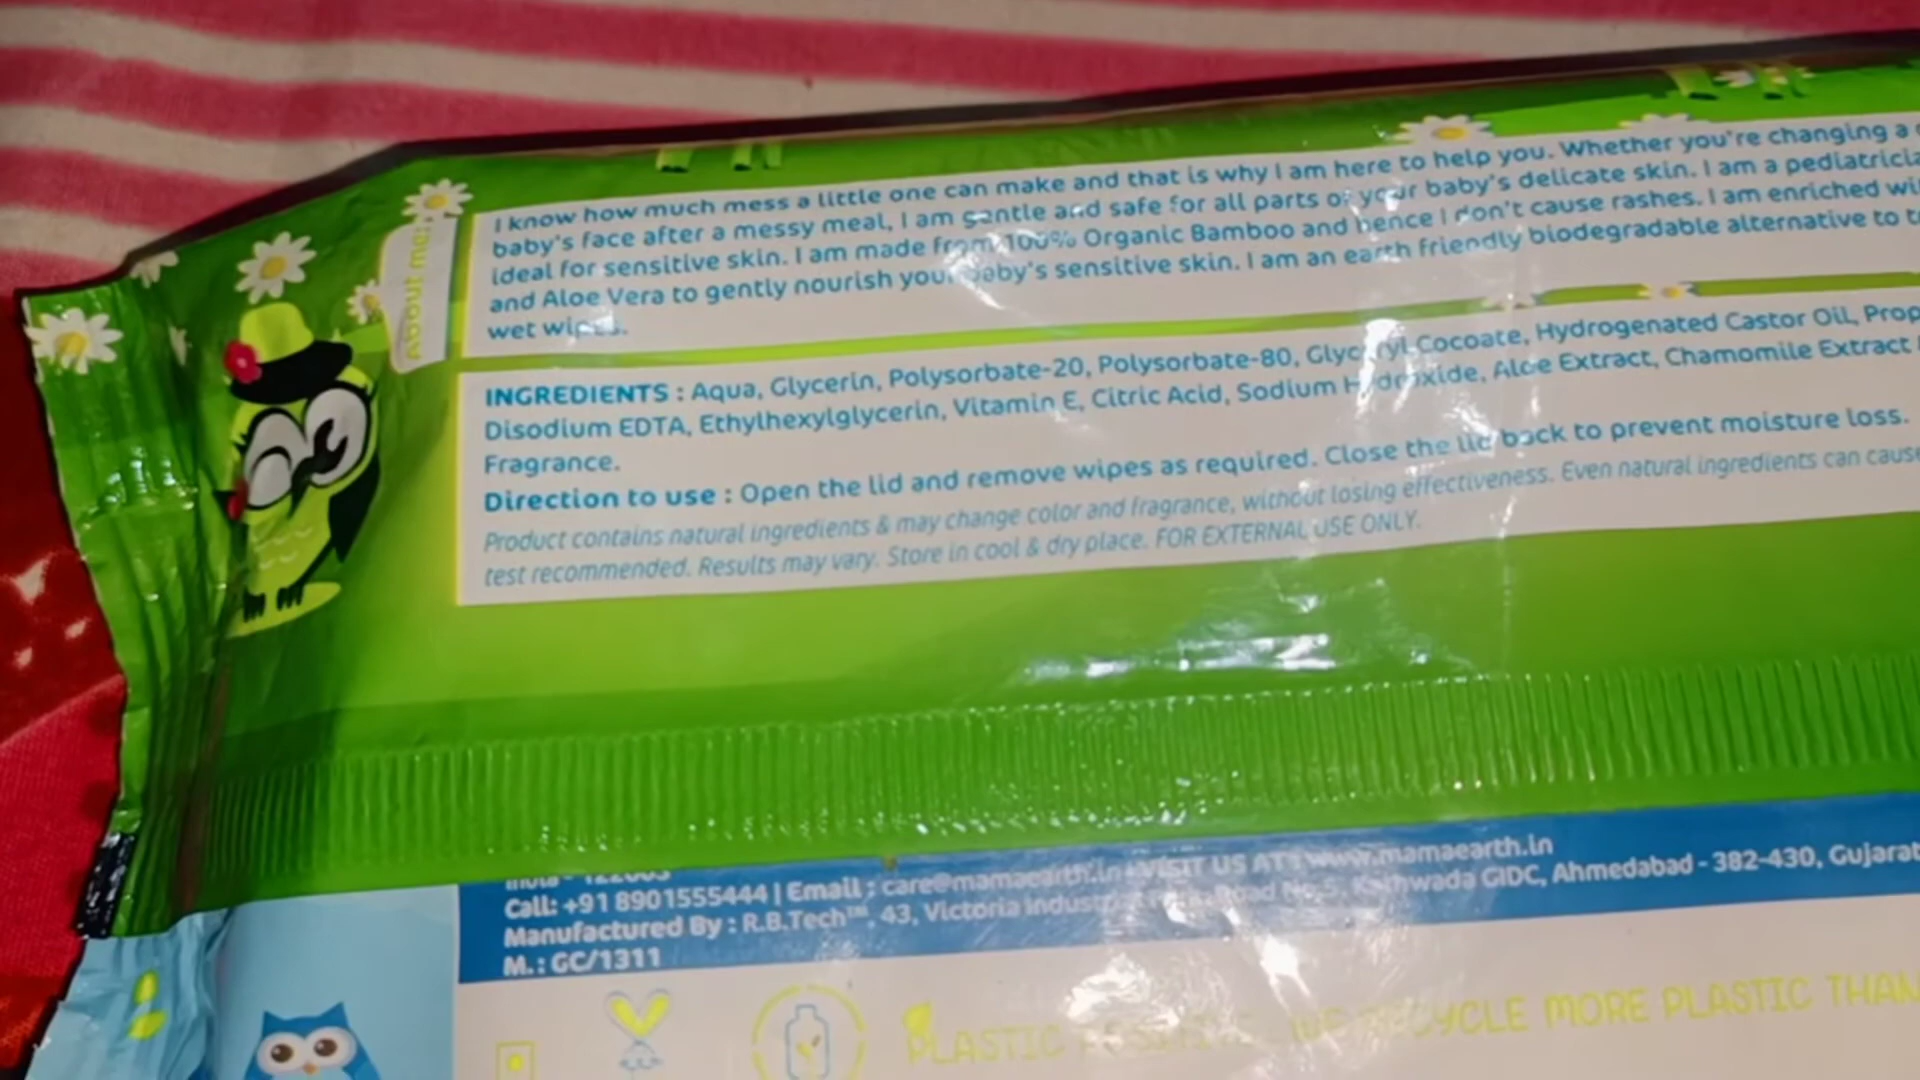 About me:
I know how much mess a little one can make and that is why I am here to help you. Whether you're changing a
baby's face after a messy meal, I am gentle and safe for all parts of your baby's delicate skin. I am a pediatricia
ideal for sensitive skin. I am made from 100% Organic Bamboo and hence I don't cause rashes. I am enriched wi
and Aloe Vera to gently nourish your baby's sensitive skin. I am an earth friendly biodegradable alternative to
wet wipes.
INGREDIENTS : Aqua, Glycerin, Polysorbate-20, Polysorbate-80, Glyceryl Cocoate, Hydrogenated Castor Oil, Prop
Disodium EDTA, Ethylhexylglycerin, Vitamin E, Citric Acid, Sodium Hydroxide, Aloe Extract, Chamomile Extract
Fragrance.
Direction to use : Open the lid and remove wipes as required. Close the lid back to prevent moisture loss.
Product contains natural ingredients & may change color and fragrance, without losing effectiveness. Even natural ingredients can cause
test recommended. Results may vary. Store in cool & dry place. FOR EXTERNAL USE ONLY.
Call: +91 8901555444 | Email : care@mamaearth.in VISIT US AT : www.mamaearth.in
Manufactured By : R.B.Tech™, 43, Victoria Road No-5, Kathwada GIDC, Ahmedabad - 382-430, Gujarat
M.: GC/1311
PLASTIC RECYCLE MORE PLASTIC THAN